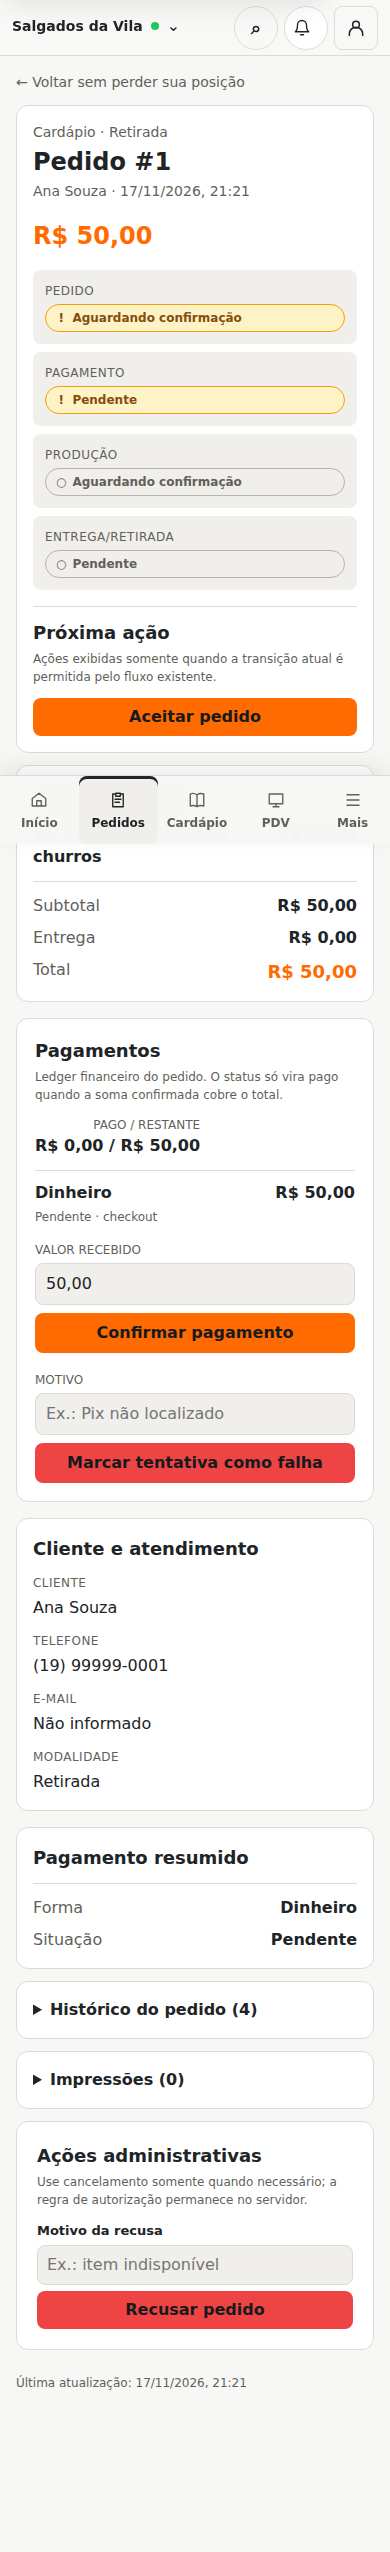 Salgados da Vila
← Voltar sem perder sua posição
Cardápio · Retirada
Pedido #1
Ana Souza · 17/11/2026, 21:21
R$ 50,00
PEDIDO
! Aguardando confirmação
PAGAMENTO
! Pendente
PRODUÇÃO
○ Aguardando confirmação
ENTREGA/RETIRADA
○ Pendente
Próxima ação
Ações exibidas somente quando a transição atual é
permitida pelo fluxo existente.
Aceitar pedido
Início Pedidos Cardápio PDV Mais
churros
Subtotal R$ 50,00
Entrega R$ 0,00
Total R$ 50,00
Pagamentos
Ledger financeiro do pedido. O status só vira pago
quando a soma confirmada cobre o total.
PAGO / RESTANTE
R$ 0,00 / R$ 50,00
Dinheiro R$ 50,00
Pendente · checkout
VALOR RECEBIDO
50,00
Confirmar pagamento
MOTIVO
Ex.: Pix não localizado
Marcar tentativa como falha
Cliente e atendimento
CLIENTE
Ana Souza
TELEFONE
(19) 99999-0001
E-MAIL
Não informado
MODALIDADE
Retirada
Pagamento resumido
Forma Dinheiro
Situação Pendente
▶ Histórico do pedido (4)
▶ Impressões (0)
Ações administrativas
Use cancelamento somente quando necessário; a
regra de autorização permanece no servidor.
Motivo da recusa
Ex.: item indisponível
Recusar pedido
Última atualização: 17/11/2026, 21:21